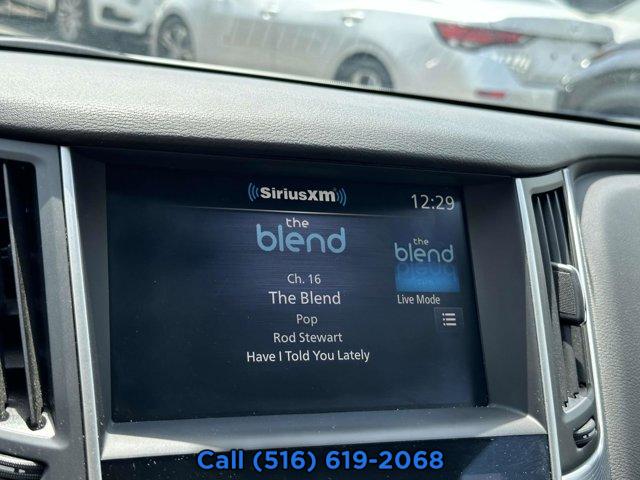 SiriusXM
12:29
the
blend
the
blend
Ch. 16
The Blend
Live Mode
Pop
Rod Stewart
Have I Told You Lately
Call (516) 619-2068